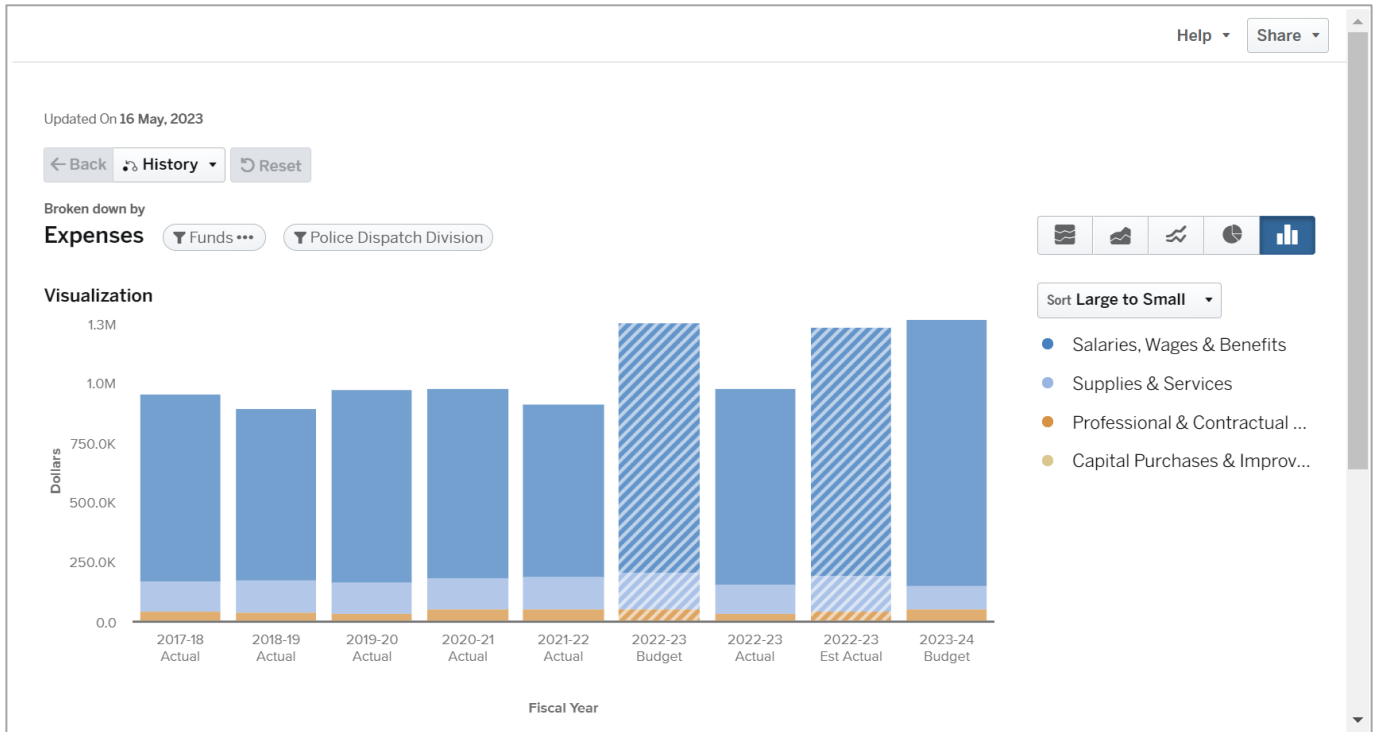 Help
Share
Updated On 16 May, 2023
Back
History
Reset
Broken down by
Expenses
Funds •••
Police Dispatch Division
Visualization
Sort Large to Small
Salaries, Wages & Benefits
Supplies & Services
Professional & Contractual ...
Capital Purchases & Improv...
1.3M
1.0M
750.0K
500.0K
250.0K
0.0
Dollars
2017-18
Actual
2018-19
Actual
2019-20
Actual
2020-21
Actual
2021-22
Actual
2022-23
Budget
2022-23
Actual
2022-23
Est Actual
2023-24
Budget
Fiscal Year